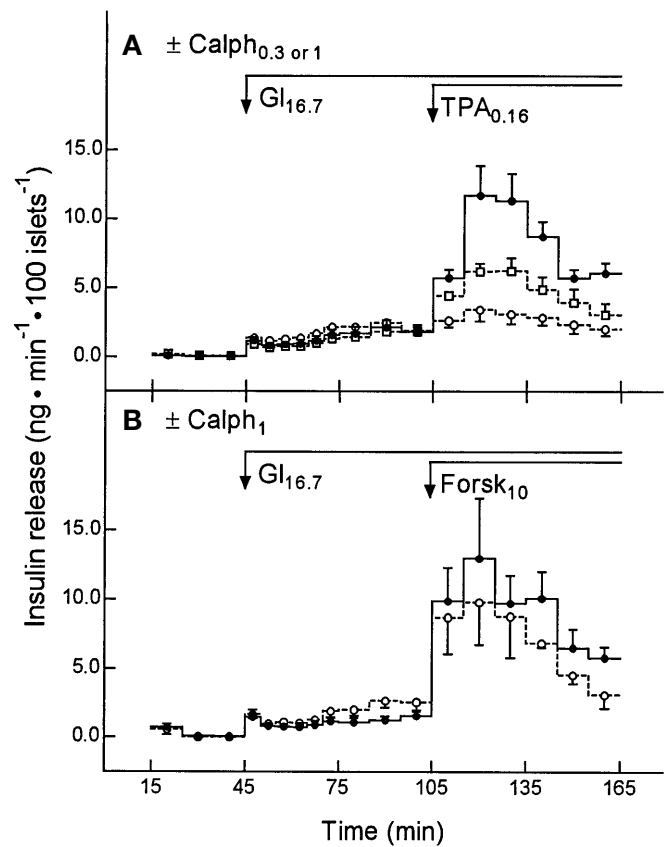 A ± Calph0.3 or 1
Gl16.7
TPA0.16
15.0
10.0
5.0
0.0
Insulin release (ng • min-1 • 100 islets-1)
B ± Calph1
Gl16.7
Forsk10
15.0
10.0
5.0
0.0
15 45 75 105 135 165
Time (min)